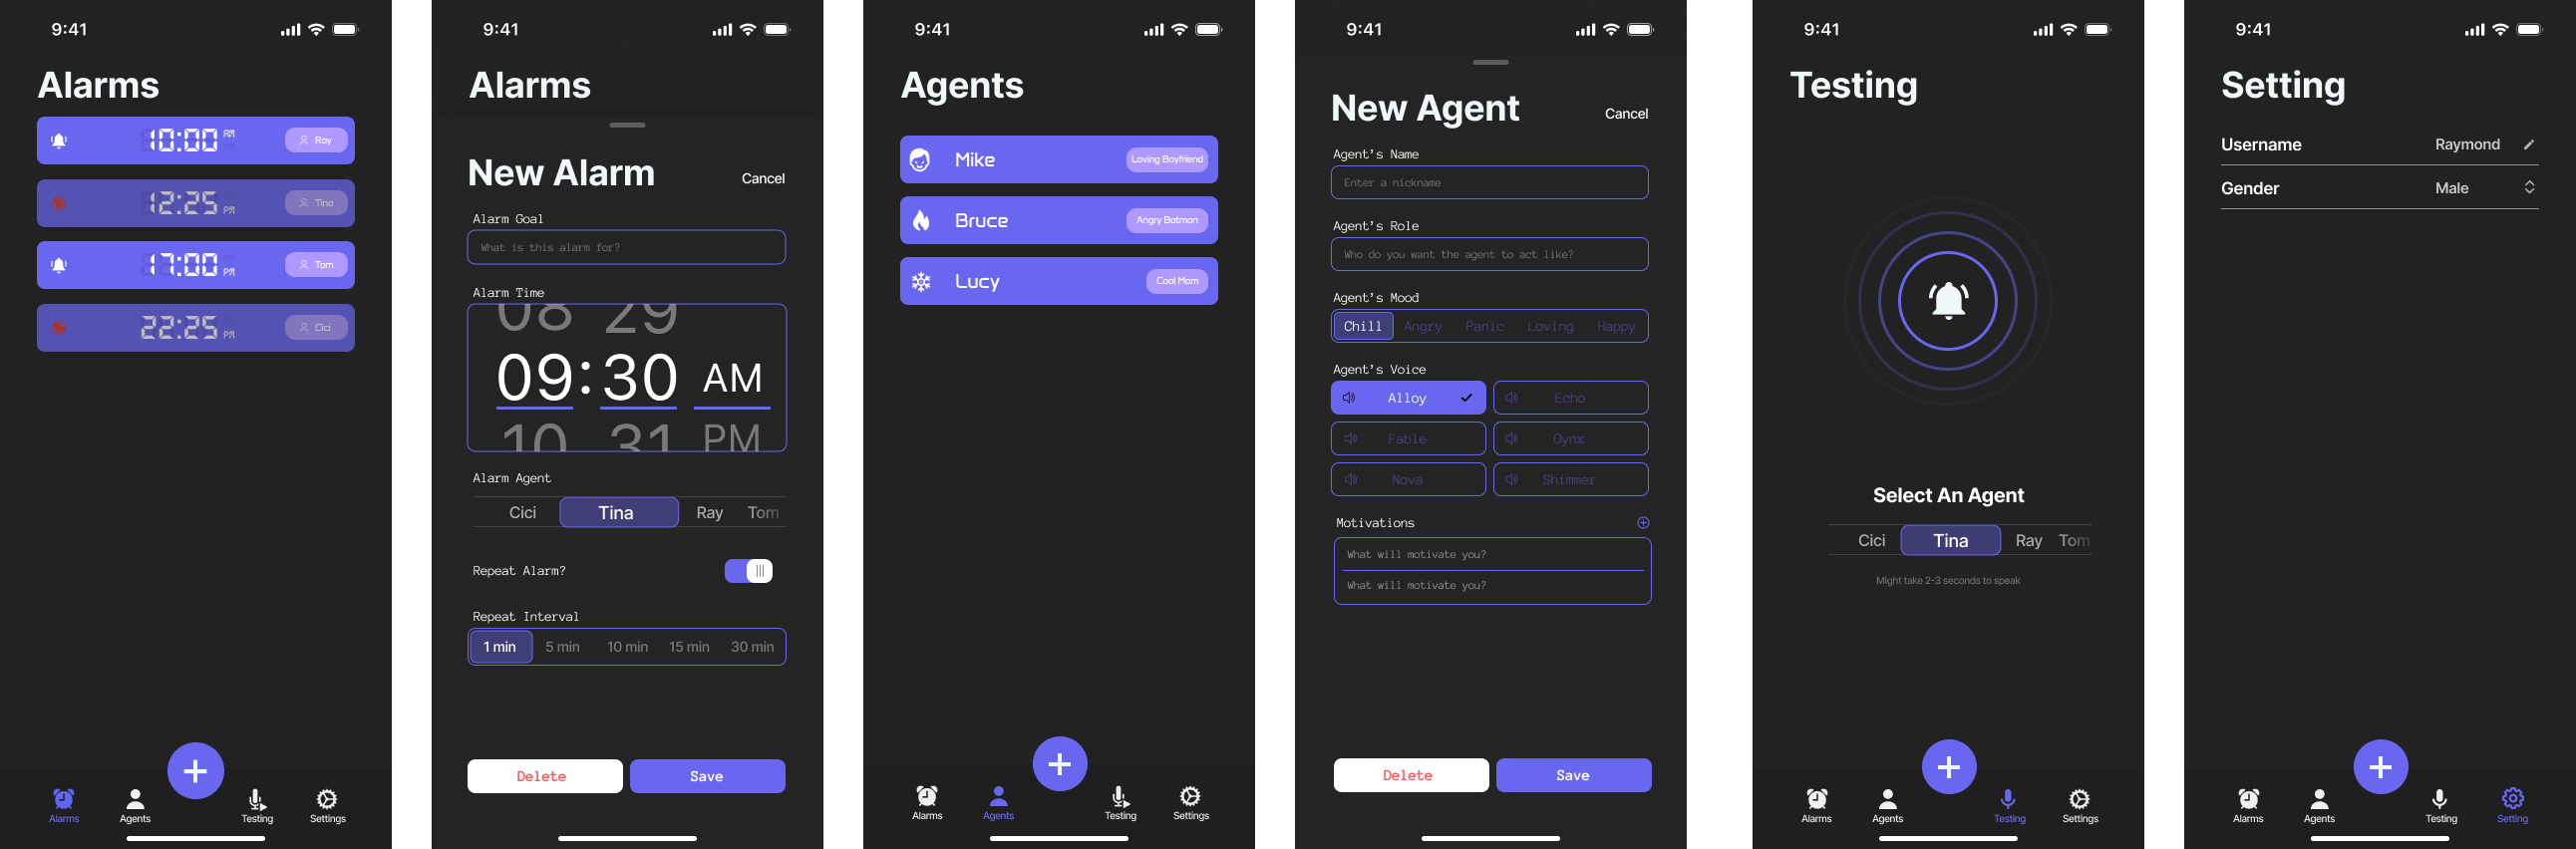 9:41
Alarms
10:00 AM Ray
12:25 PM Tina
17:00 PM Tom
22:25 PM Cici
Alarms Agents Testing Settings
9:41
Alarms
New Alarm Cancel
Alarm Goal
What is this alarm for?
Alarm Time
08 29
09:30 AM
10 31 PM
Alarm Agent
Cici Tina Ray Tom
Repeat Alarm?
Repeat Interval
1 min 5 min 10 min 15 min 30 min
Delete Save
9:41
Agents
Mike Loving Boyfriend
Bruce Angry Batman
Lucy Cool Mom
Alarms Agents Testing Settings
9:41
New Agent Cancel
Agent's Name
Enter a nickname
Agent's Role
Who do you want the agent to act like?
Agent's Mood
Chill Angry Panic Loving Happy
Agent's Voice
Alloy Echo
Fable Oynx
Nova Shimmer
Motivations
What will motivate you?
What will motivate you?
Delete Save
9:41
Testing
Select An Agent
Cici Tina Ray Tom
Might take 2-3 seconds to speak
Alarms Agents Testing Settings
9:41
Setting
Username Raymond
Gender Male
Alarms Agents Testing Setting